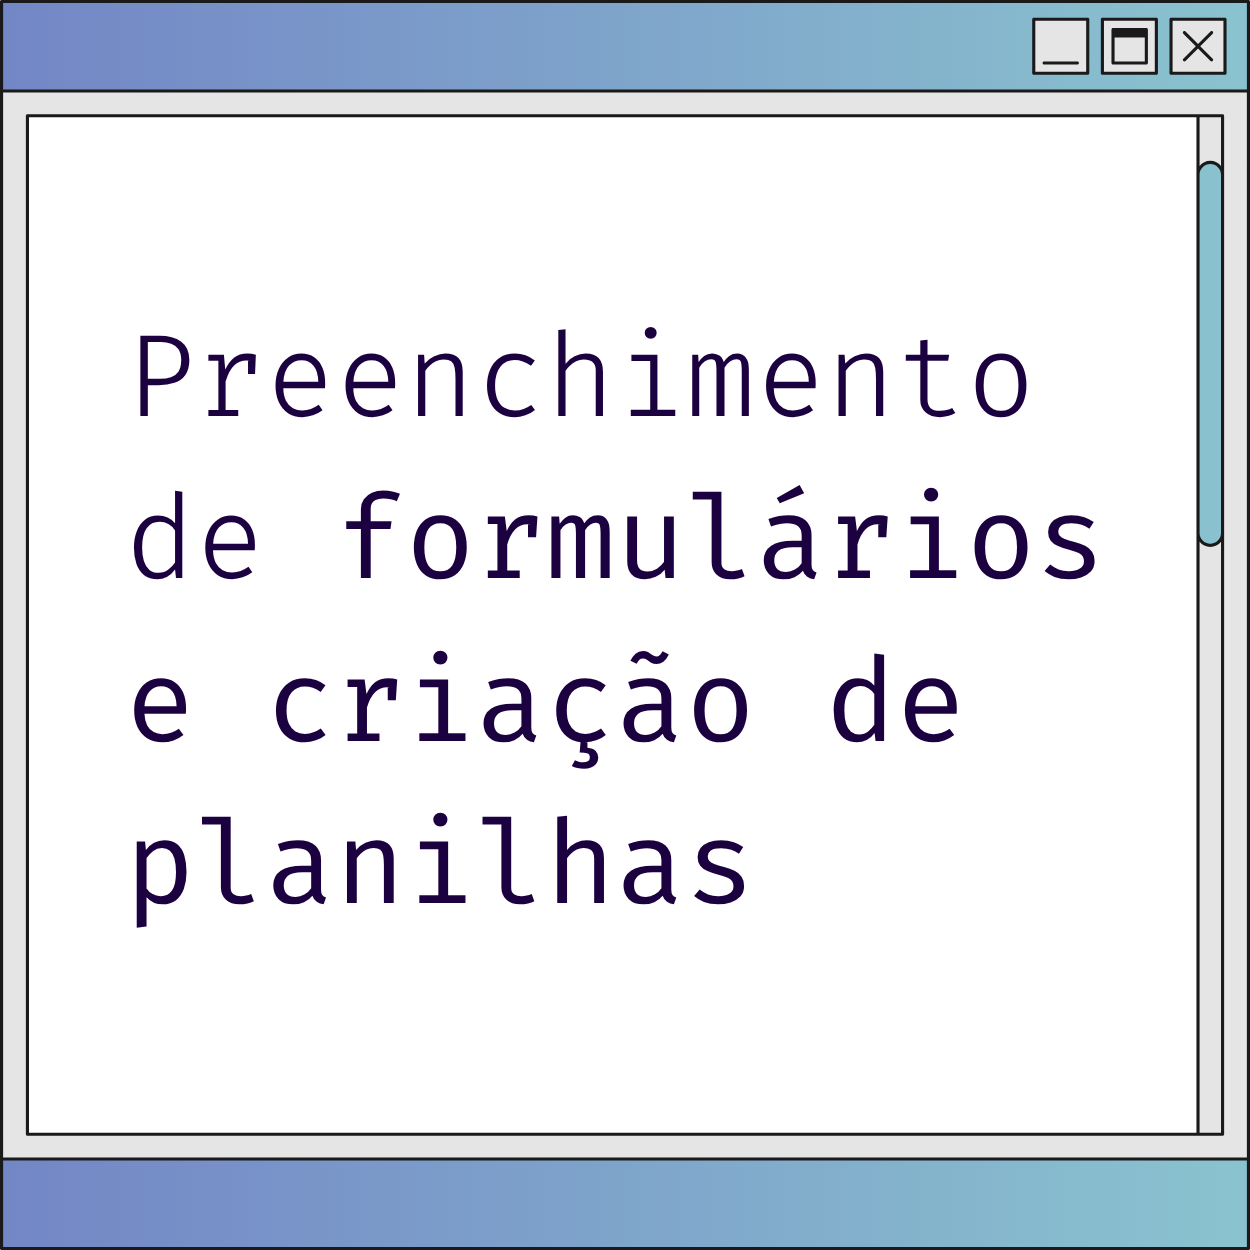 Preenchimento
de formulários
e criação de
planilhas